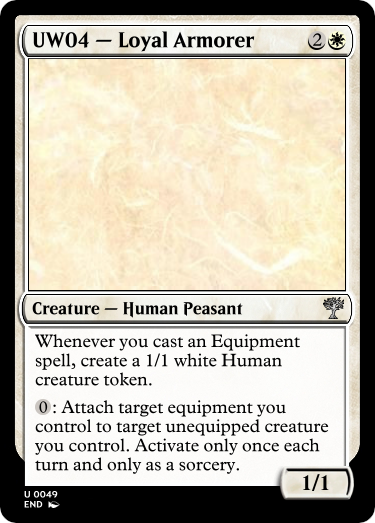 UW04 — Loyal Armorer 2
Creature — Human Peasant
Whenever you cast an Equipment
spell, create a 1/1 white Human
creature token.
0: Attach target equipment you
control to target unequipped creature
you control. Activate only once each
turn and only as a sorcery.
1/1
U 0049
END